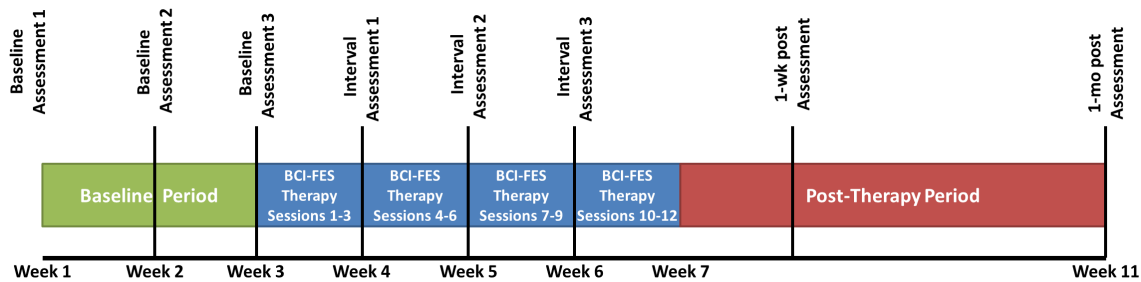 Baseline
Assessment 1
Baseline
Assessment 2
Baseline
Assessment 3
Interval
Assessment 1
Interval
Assessment 2
Interval
Assessment 3
1-wk post
Assessment
1-mo post
Assessment
Baseline Period
BCI-FES
Therapy
Sessions 1-3
BCI-FES
Therapy
Sessions 4-6
BCI-FES
Therapy
Sessions 7-9
BCI-FES
Therapy
Sessions 10-12
Post-Therapy Period
Week 1
Week 2
Week 3
Week 4
Week 5
Week 6
Week 7
Week 11